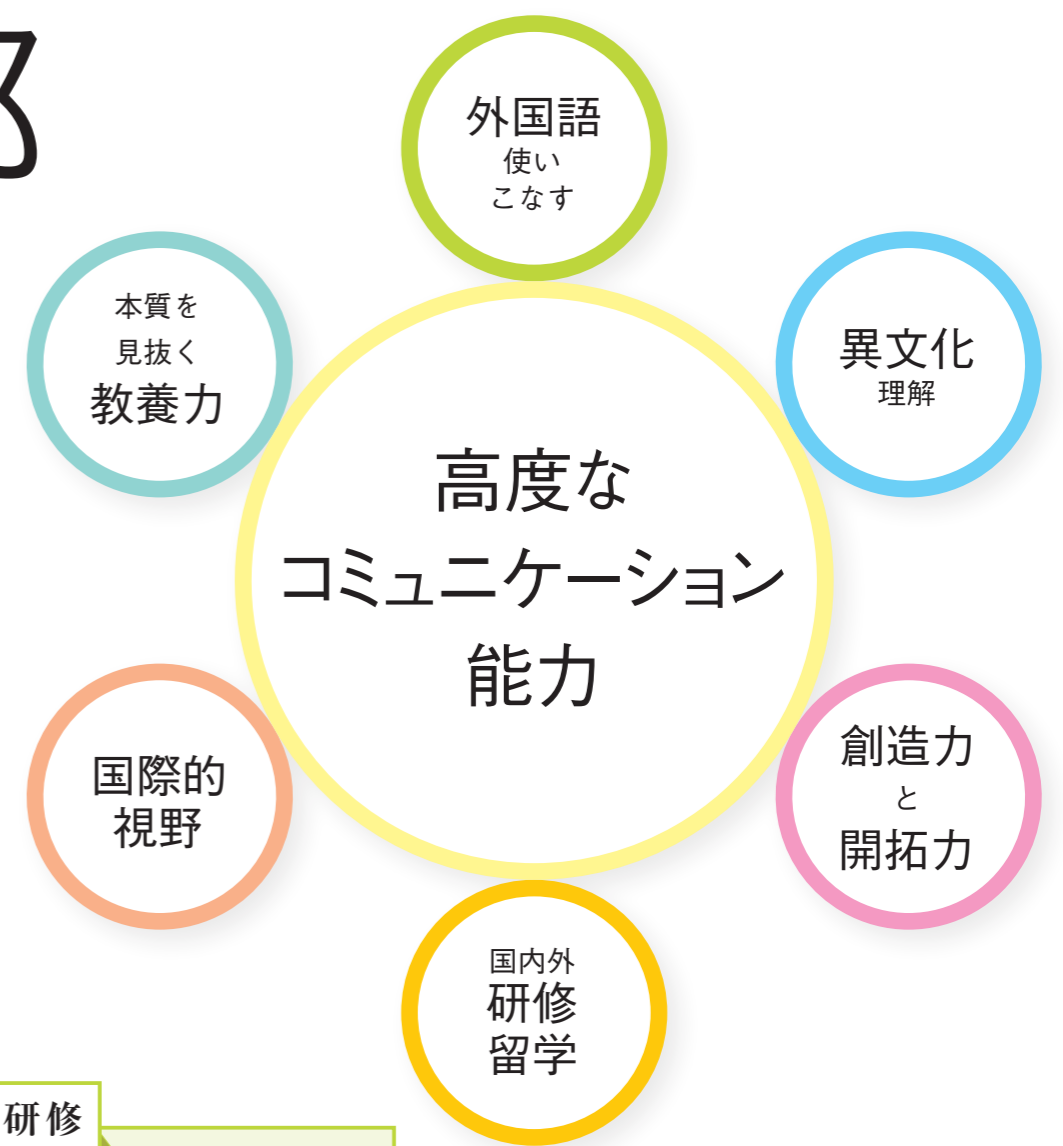 外国語
使い
こなす
本質を
見抜く
教養力
異文化
理解
高度な
コミュニケーション
能力
国際的
視野
創造力
と
開拓力
国内外
研修
留学
研修